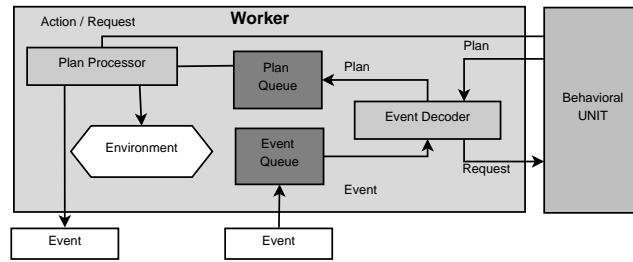 Worker
Action / Request
Plan
Plan Processor
Plan
Queue
Plan
Behavioral
UNIT
Event Decoder
Environment
Event
Queue
Request
Event
Event
Event